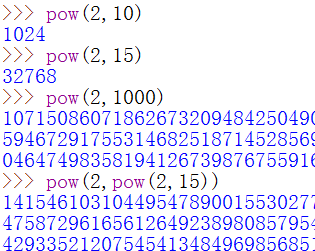 >>> pow(2,10)
1024
>>> pow(2,15)
32768
>>> pow(2,1000)
10715086071862673209484250490
59467291755314682518714528569
04647498358194126739876755916
>>> pow(2,pow(2,15))
14154610310449547890015530277
47587296165612649238980857954
42933521207545413484969856851